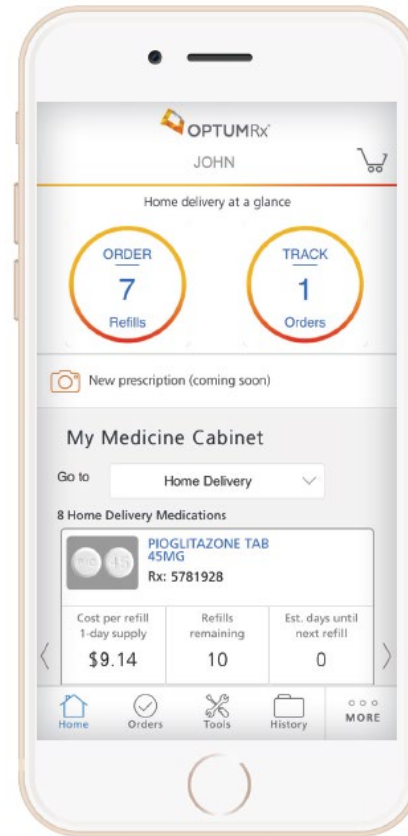 OPTUMRx®
JOHN
Home delivery at a glance
ORDER
7
Refills
TRACK
1
Orders
New prescription (coming soon)
My Medicine Cabinet
Go to
Home Delivery
8 Home Delivery Medications
PIO
45
PIOGLITAZONE TAB
45MG
Rx: 5781928
Cost per refill
1-day supply
$9.14
Refills
remaining
10
Est. days until
next refill
0
Home
Orders
Tools
History
MORE